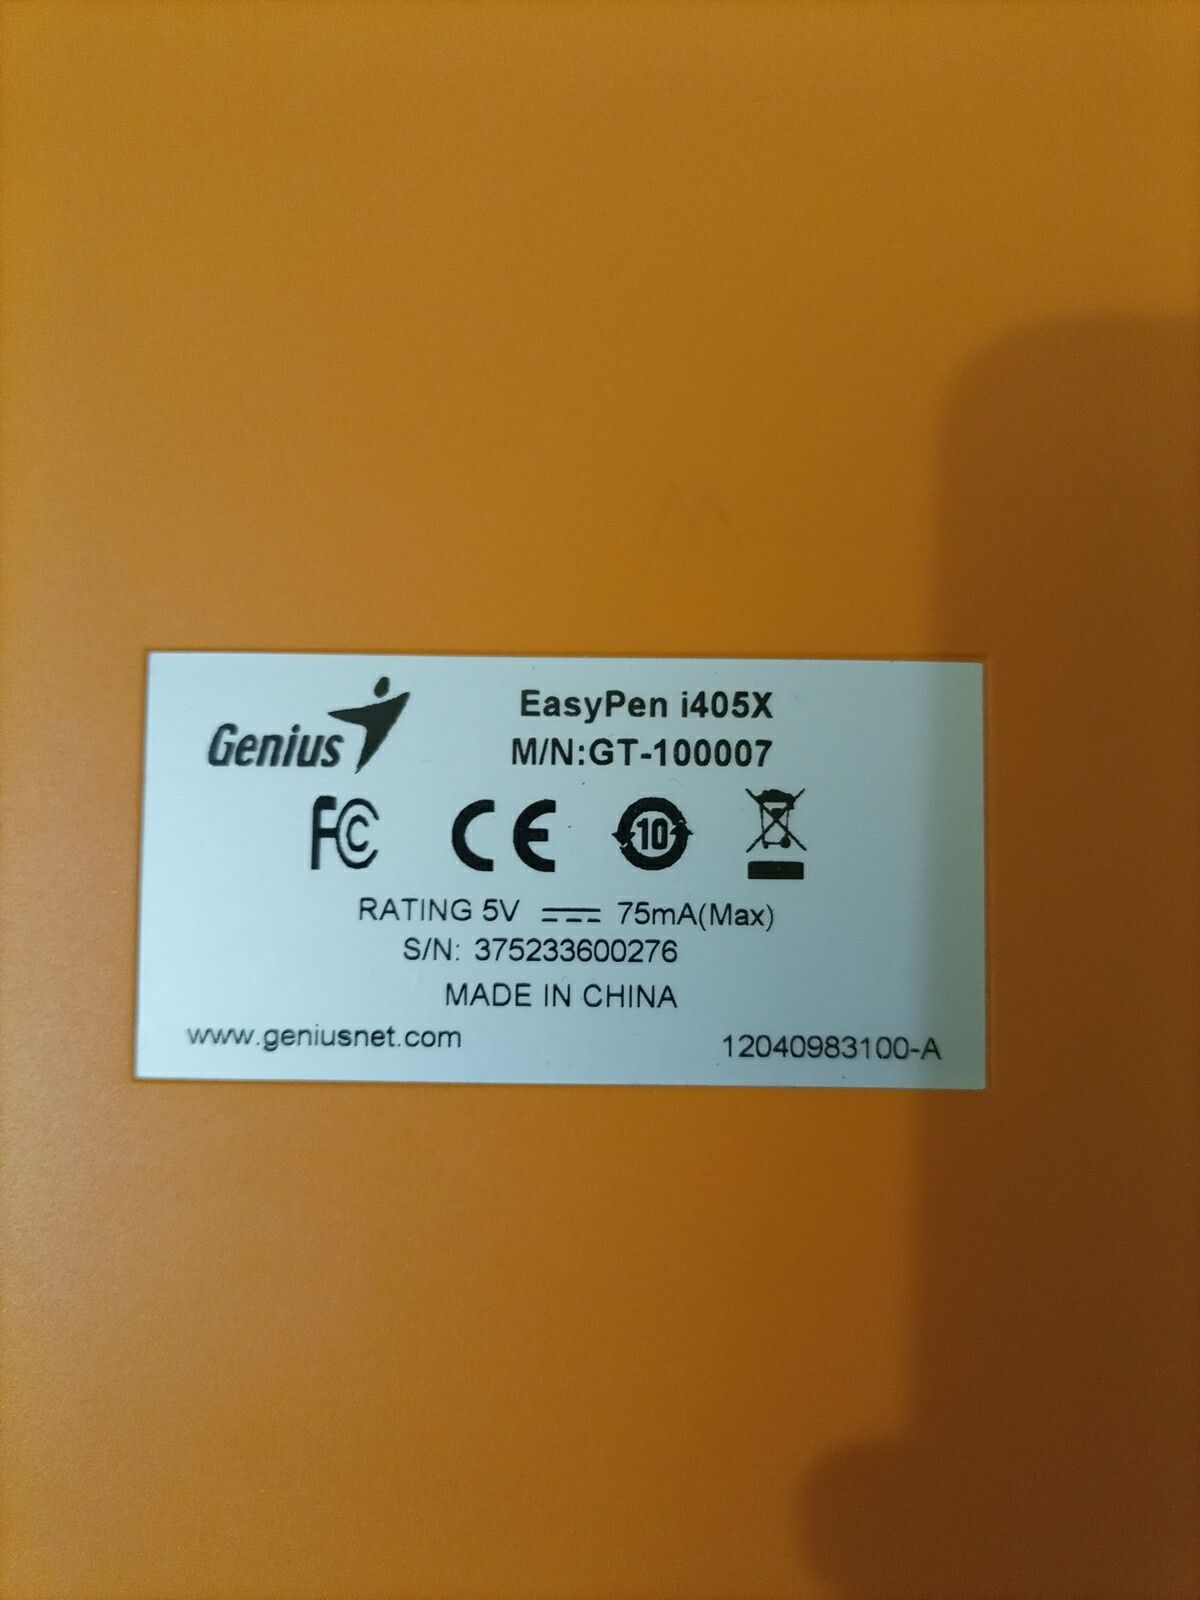 Genius
EasyPen i405X
M/N:GT-100007
FC CE 10
RATING 5V 75mA(Max)
S/N: 375233600276
MADE IN CHINA
www.geniusnet.com
12040983100-A